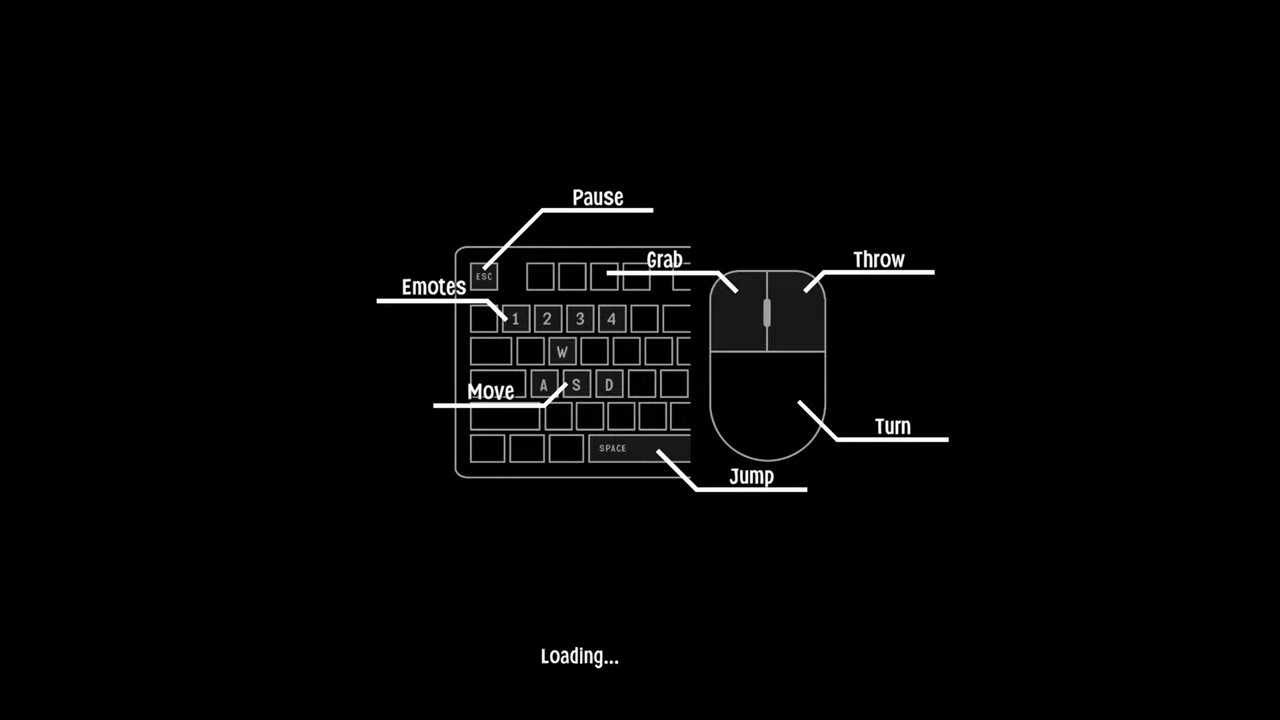 Pause
Grab
Throw
ESC
Emotes
1 2 3 4
W
Move
A S D
Turn
SPACE
Jump
Loading...